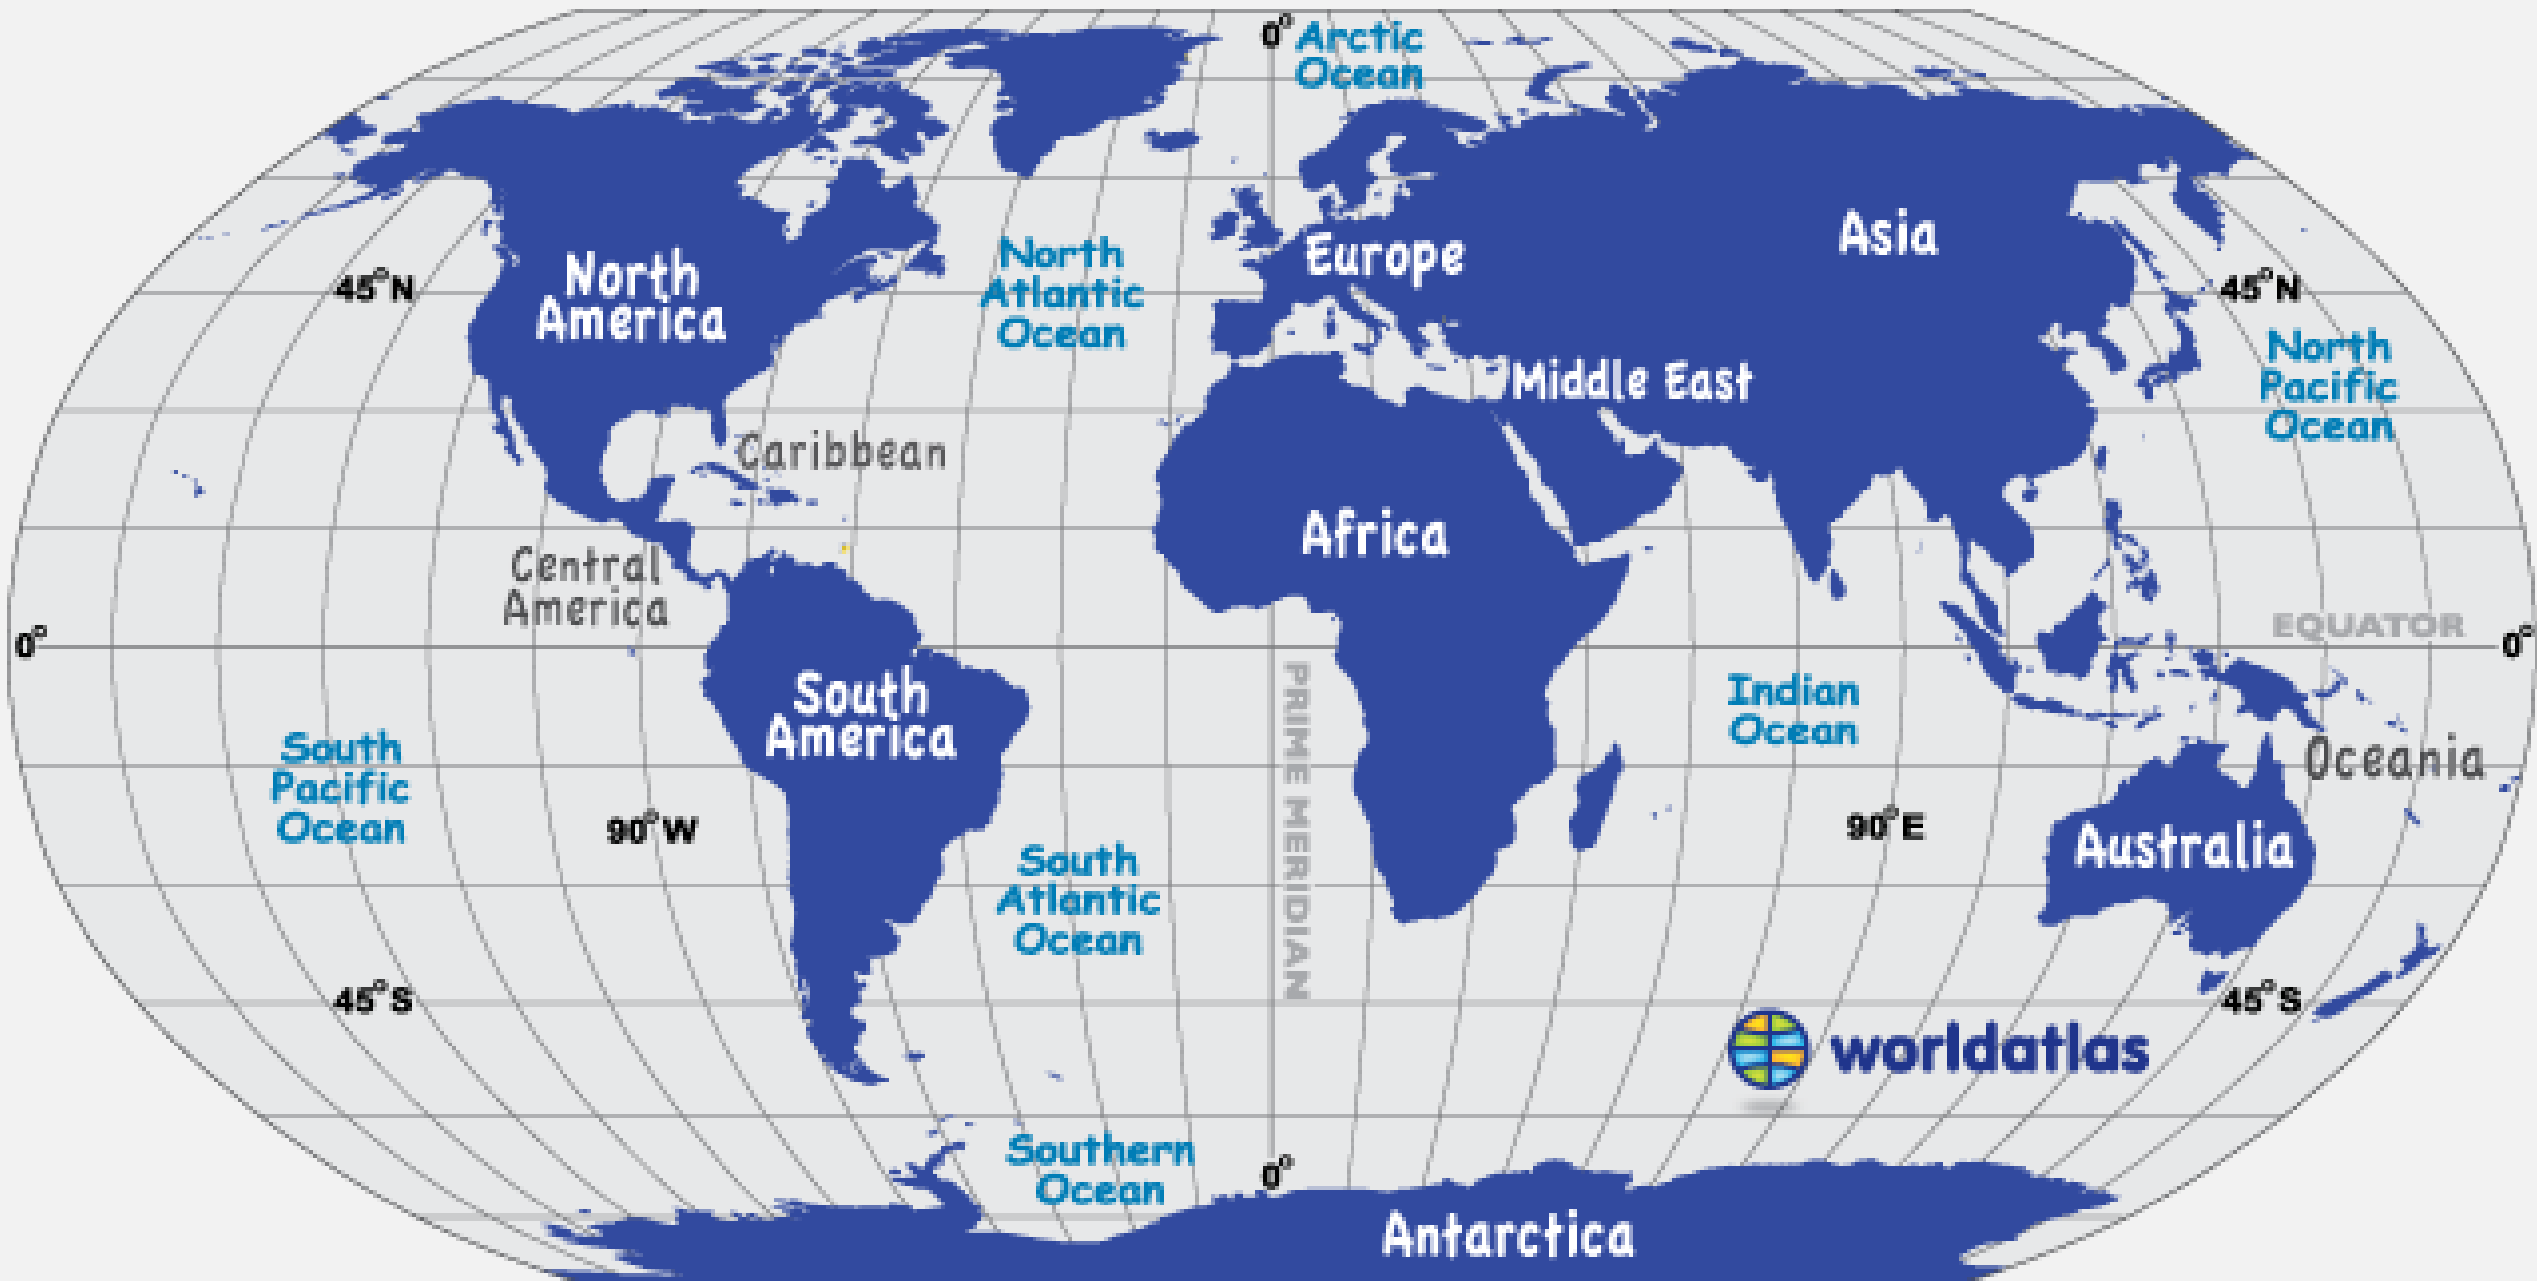 0°
Arctic
Ocean
Asia
Europe
North
America
North
Atlantic
Ocean
45°N
45°N
North
Pacific
Ocean
Middle East
Caribbean
Africa
Central
America
EQUATOR
0°
0°
PRIME MERIDIAN
South
America
Indian
Ocean
South
Pacific
Ocean
Oceania
90°W
90°E
Australia
South
Atlantic
Ocean
45°S
45°S
worldatlas
Southern
Ocean
0°
Antarctica